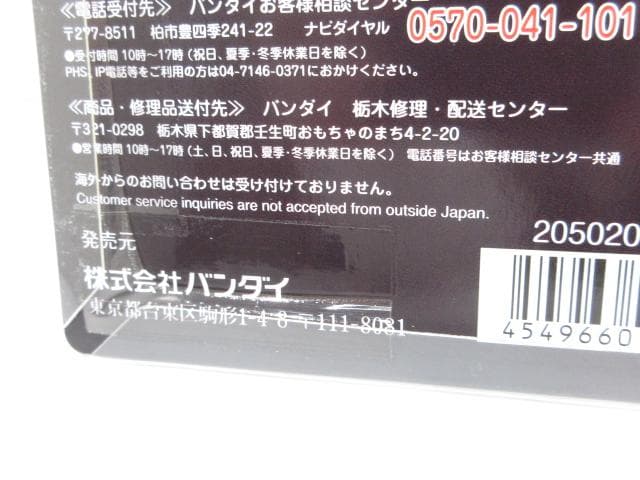 ≪電話受付先≫ バンダイお客様相談センター
〒277-8511 柏市豊四季241-22 ナビダイヤル 0570-041-101
●受付時間 10時〜17時(祝日、夏季・冬季休業日を除く)
PHS、IP電話等をご利用の方は04-7146-0371におかけください。
≪商品・修理品送付先≫ バンダイ 栃木修理・配送センター
〒321-0298 栃木県下都賀郡壬生町おもちゃのまち4-2-20
●営業時間 10時〜17時(土、日、祝日、夏季・冬季休業日を除く) 電話番号はお客様相談センター共通
海外からのお問い合わせは受け付けておりません。
Customer service inquiries are not accepted from outside Japan.
発売元
株式会社バンダイ
東京都台東区駒形1-4-8 〒111-8081
205020
4549660